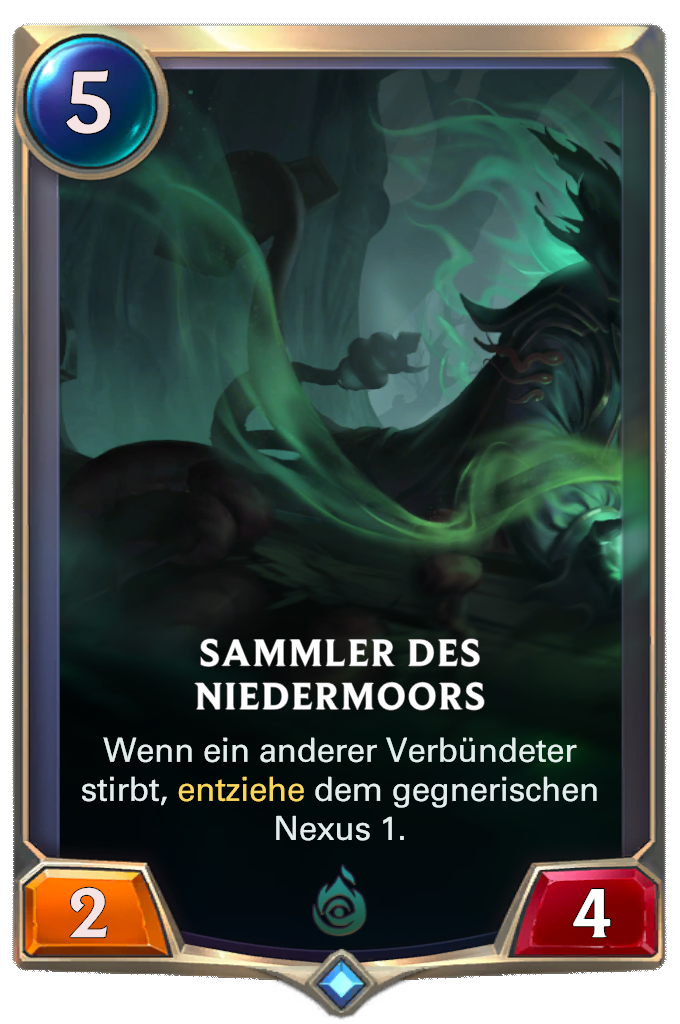 5
SAMMLER DES
NIEDERMOORS
Wenn ein anderer Verbündeter
stirbt, entziehe dem gegnerischen
Nexus 1.
2
4